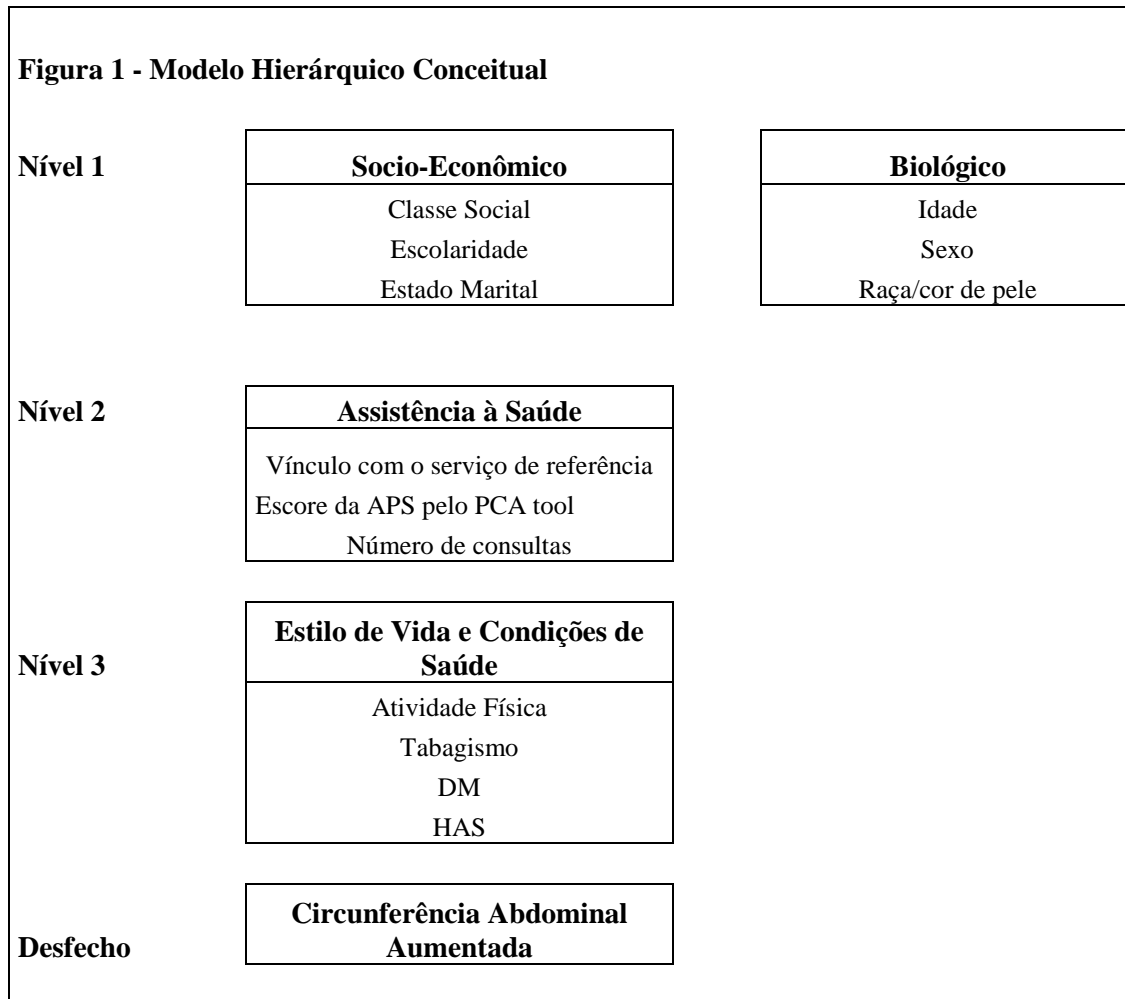 Figura 1 - Modelo Hierárquico Conceitual
Nível 1
Socio-Econômico
Classe Social
Escolaridade
Estado Marital
Biológico
Idade
Sexo
Raça/cor de pele
Nível 2
Assistência à Saúde
Vínculo com o serviço de referência
Escore da APS pelo PCA tool
Número de consultas
Nível 3
Estilo de Vida e Condições de
Saúde
Atividade Física
Tabagismo
DM
HAS
Desfecho
Circunferência Abdominal
Aumentada